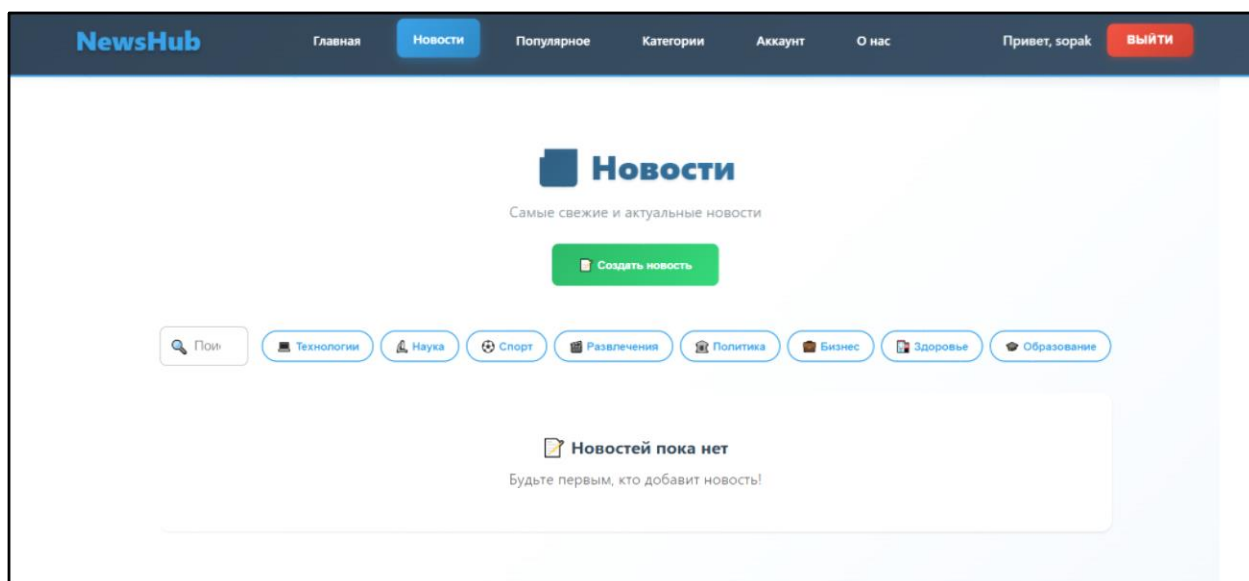 NewsHub Главная Новости Популярное Категории Аккаунт О нас Привет, sopak ВЫЙТИ
Новости
Самые свежие и актуальные новости
Создать новость
Пои
Технологии Наука Спорт Развлечения Политика Бизнес Здоровье Образование
Новостей пока нет
Будьте первым, кто добавит новость!